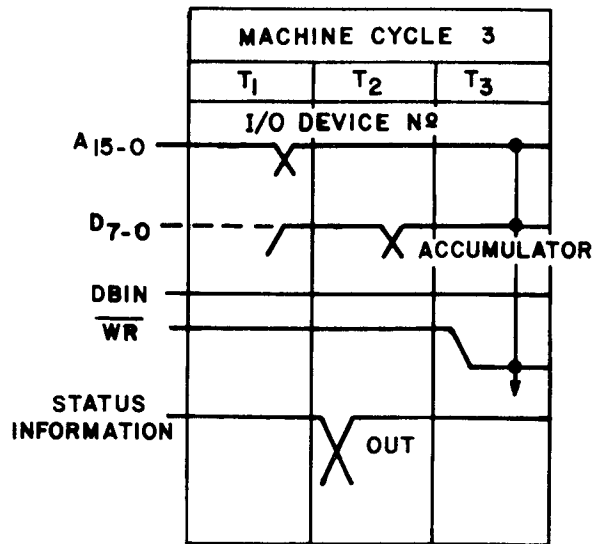 MACHINE CYCLE 3
T1 T2 T3
I/O DEVICE Nº
A15-0
D7-0
ACCUMULATOR
DBIN
WR
STATUS
INFORMATION
OUT